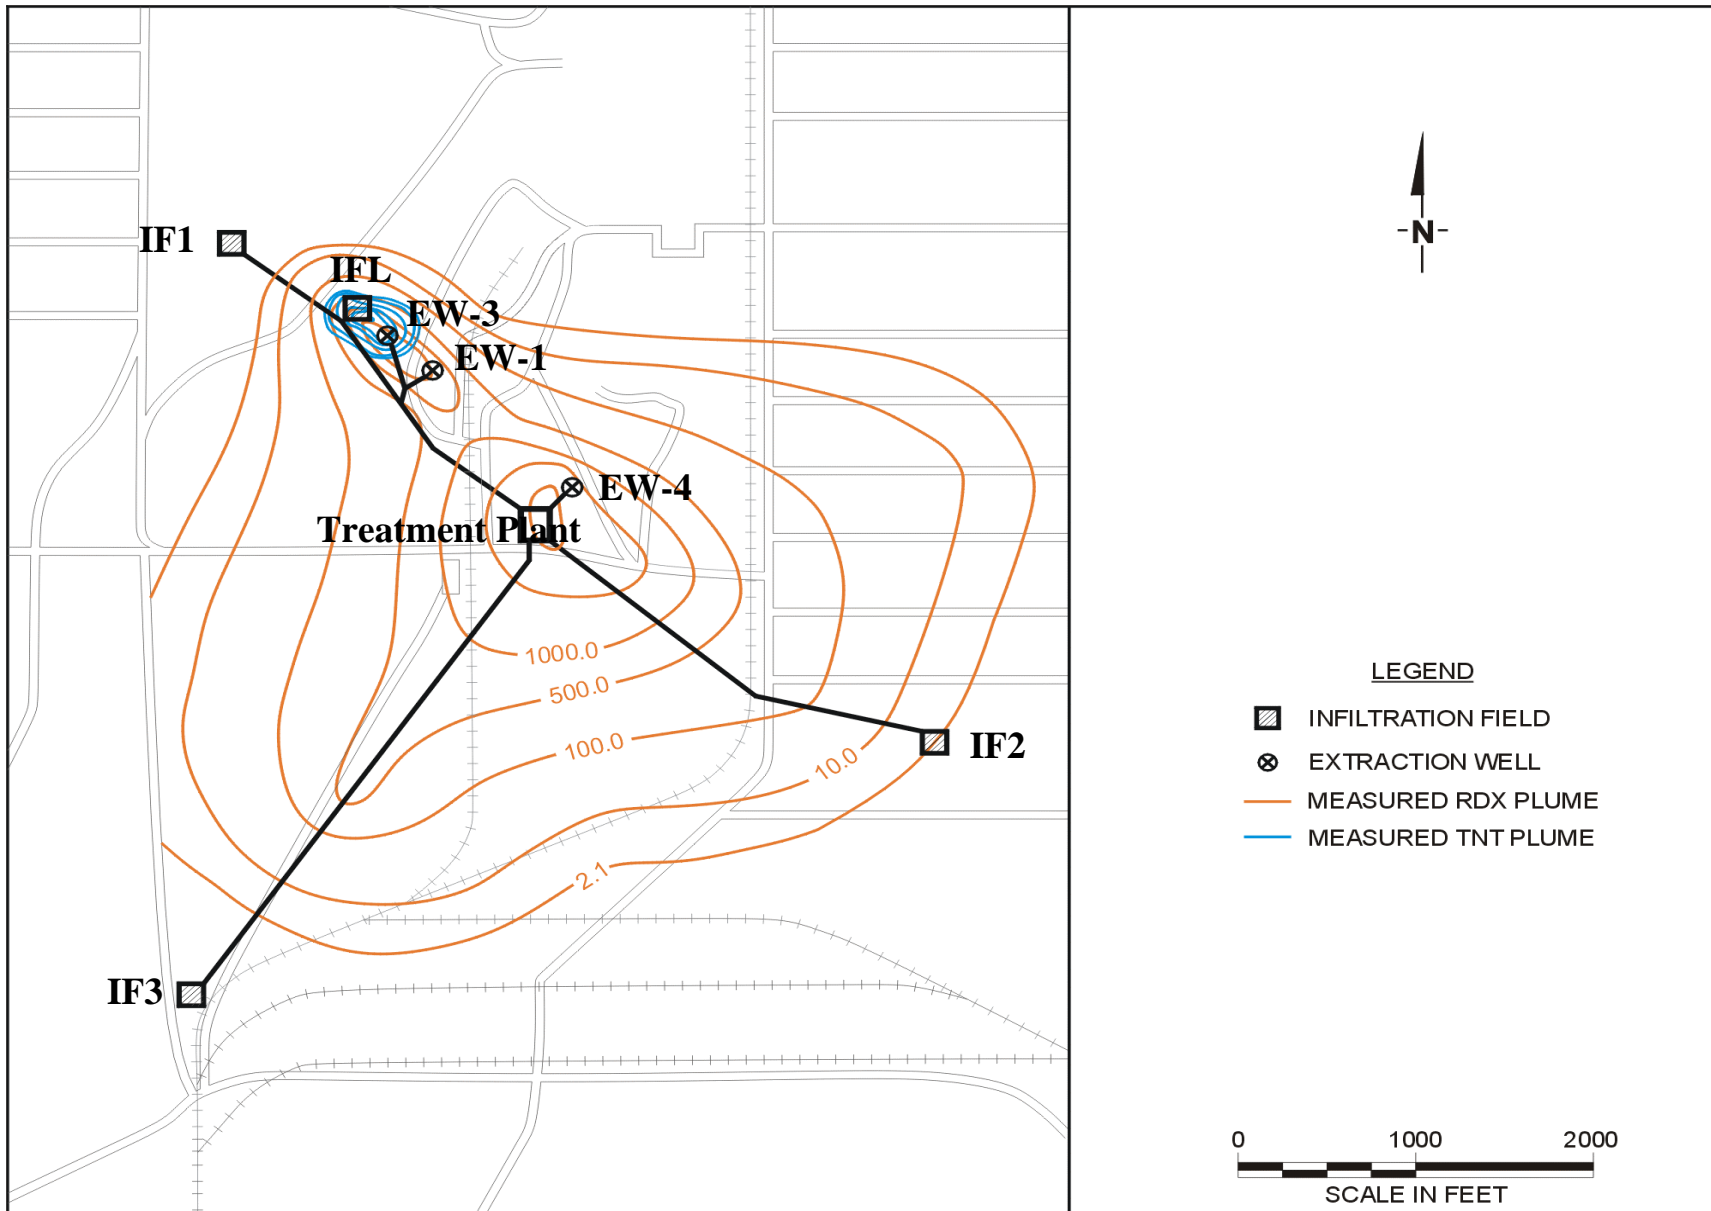 N
IF1
IFL
EW-3
EW-1
EW-4
Treatment Plant
1000.0
500.0
100.0
10.0
IF2
2.1
IF3
LEGEND
INFILTRATION FIELD
EXTRACTION WELL
MEASURED RDX PLUME
MEASURED TNT PLUME
0 1000 2000
SCALE IN FEET